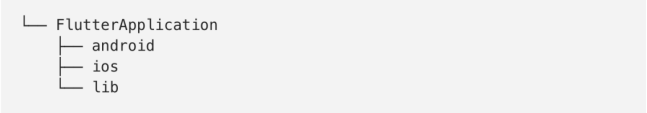 └── FlutterApplication
    ├── android
    ├── ios
    └── lib